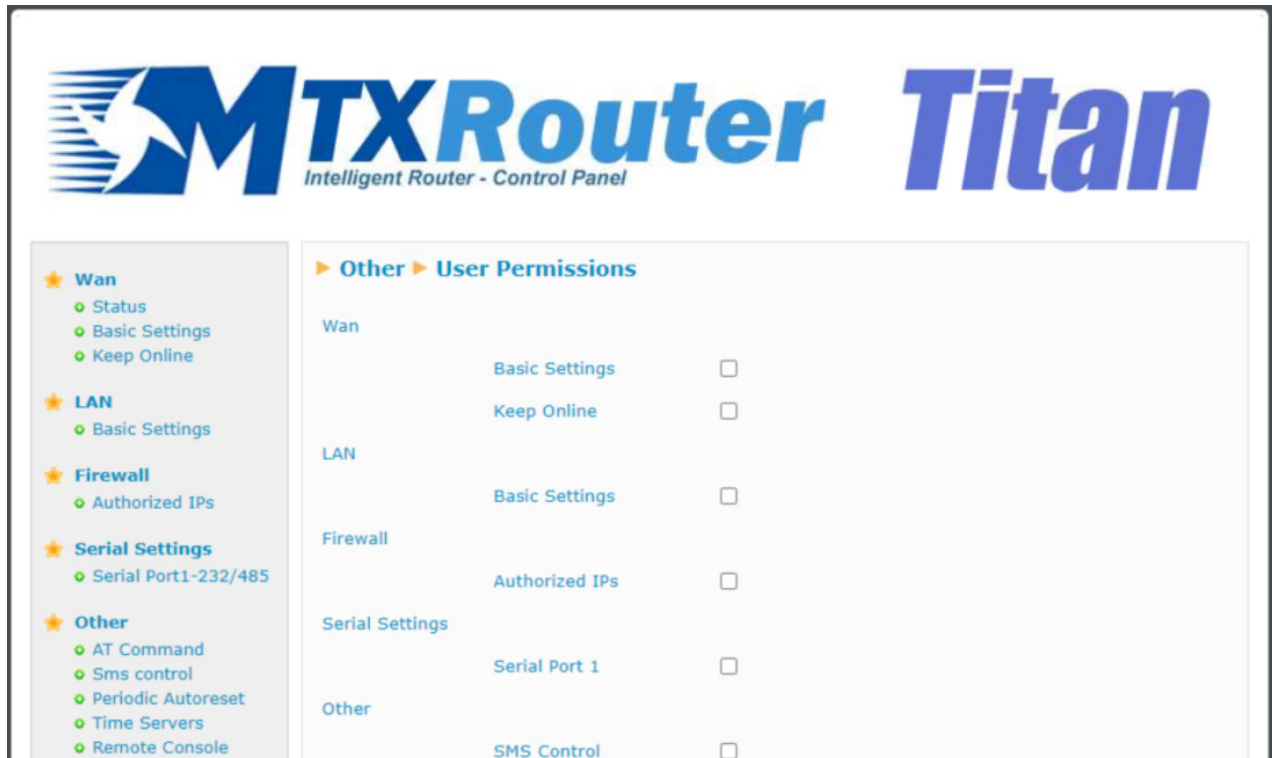 MTXRouter Titan
Intelligent Router - Control Panel
Wan
Status
Basic Settings
Keep Online
LAN
Basic Settings
Firewall
Authorized IPs
Serial Settings
Serial Port1-232/485
Other
AT Command
Sms control
Periodic Autoreset
Time Servers
Remote Console
Other User Permissions
Wan
Basic Settings
Keep Online
LAN
Basic Settings
Firewall
Authorized IPs
Serial Settings
Serial Port 1
Other
SMS Control